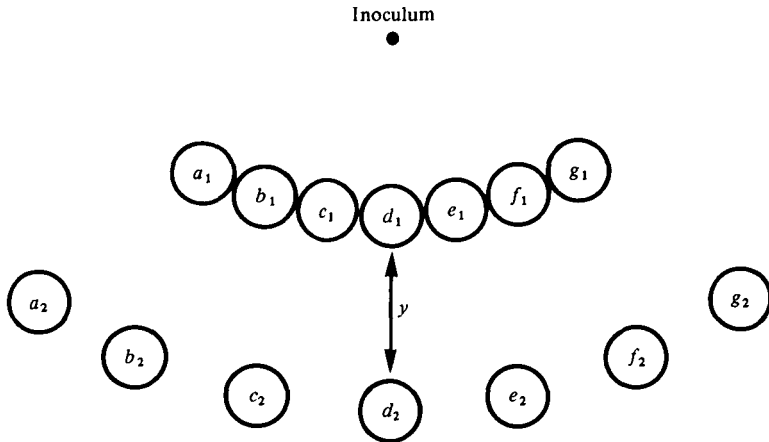 Inoculum
a₁ b₁ c₁ d₁ e₁ f₁ g₁
y
a₂ b₂ c₂ d₂ e₂ f₂ g₂